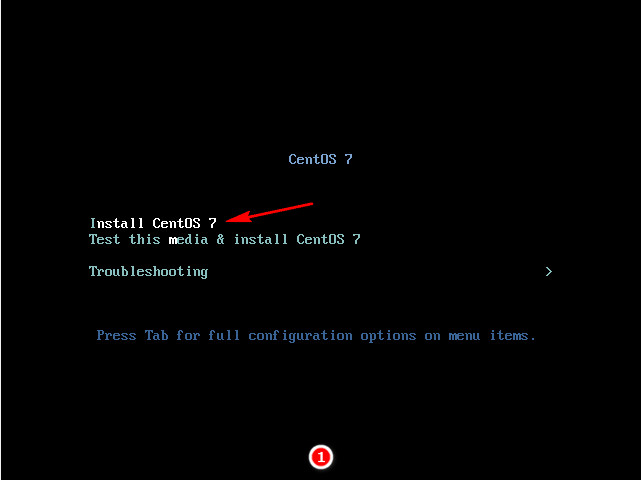 CentOS 7
Install CentOS 7
Test this media & install CentOS 7
Troubleshooting >
Press Tab for full configuration options on menu items.
1